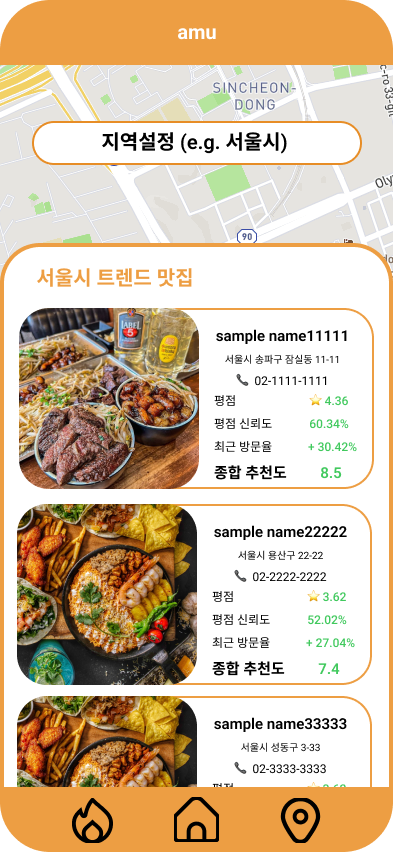 amu
SINCHEON-
DONG
지역설정 (e.g. 서울시)
90
서울시 트렌드 맛집
sample name11111
서울시 송파구 잠실동 11-11
02-1111-1111
평점 4.36
평점 신뢰도 60.34%
최근 방문율 + 30.42%
종합 추천도 8.5
sample name22222
서울시 용산구 22-22
02-2222-2222
평점 3.62
평점 신뢰도 52.02%
최근 방문율 + 27.04%
종합 추천도 7.4
sample name33333
서울시 성동구 3-33
02-3333-3333
평점